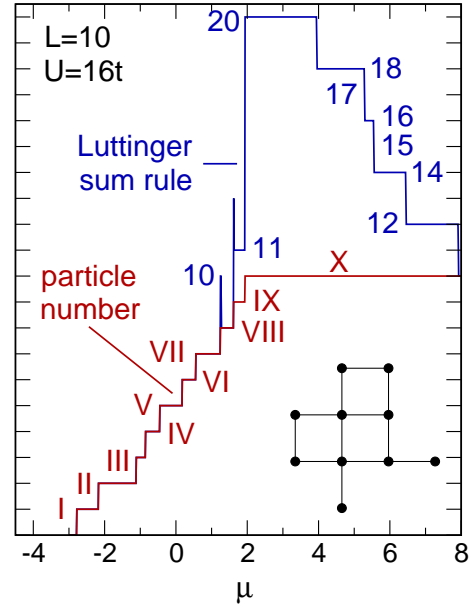 L=10
U=16t
20
18
17
16
15
14
12
Luttinger
sum rule
11
10
X
particle
number
IX
VIII
VII
VI
V
IV
III
II
I
-4 -2 0 2 4 6 8
μ